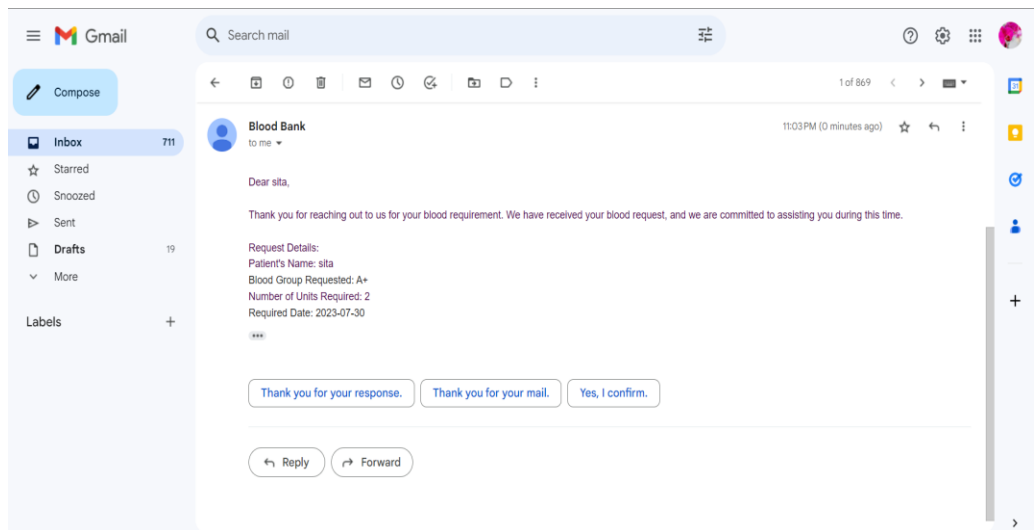 Gmail
Search mail
Compose
1 of 869
Inbox 711
Starred
Snoozed
Sent
Drafts 19
More
Labels
Blood Bank
11:03 PM (0 minutes ago)
to me
Dear sita,
Thank you for reaching out to us for your blood requirement. We have received your blood request, and we are committed to assisting you during this time.
Request Details:
Patient's Name: sita
Blood Group Requested: A+
Number of Units Required: 2
Required Date: 2023-07-30
Thank you for your response. Thank you for your mail. Yes, I confirm.
Reply Forward
31